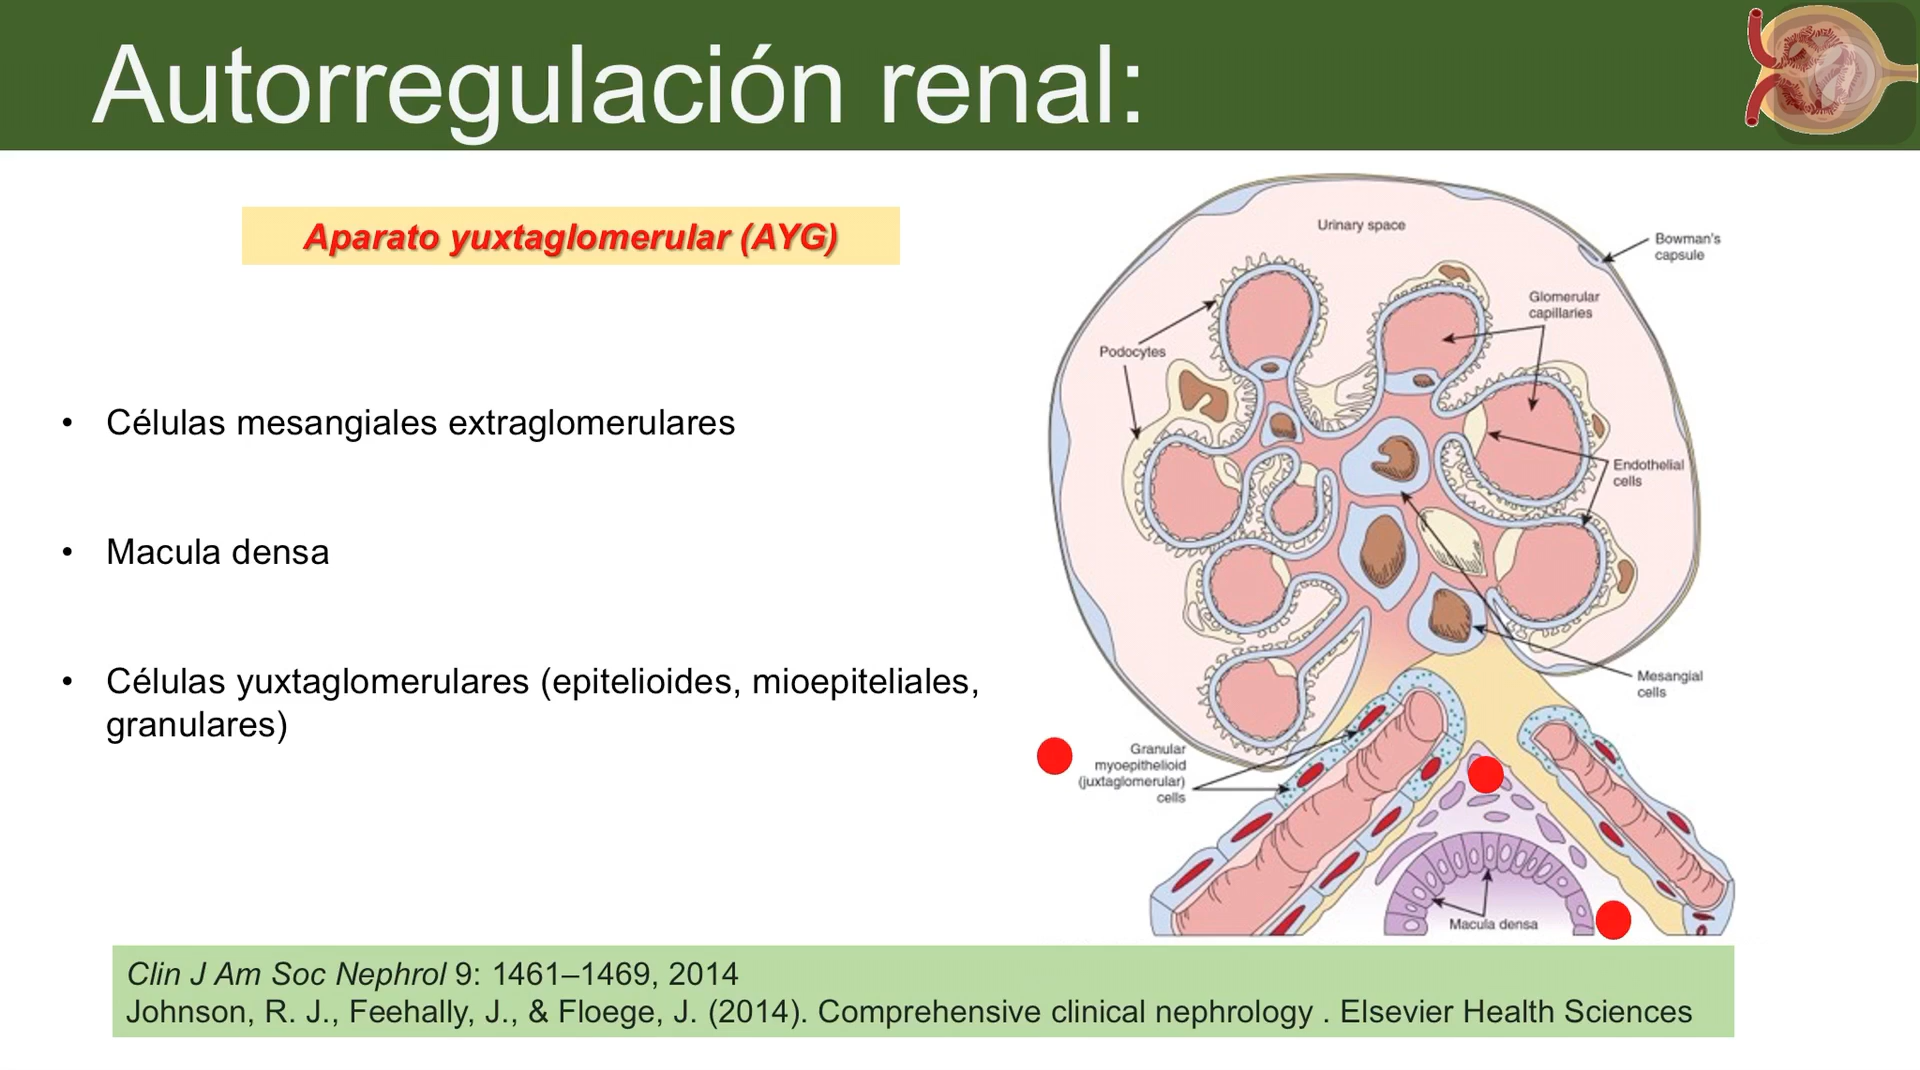 Autorregulación renal:
Aparato yuxtaglomerular (AYG)
• Células mesangiales extraglomerulares
• Macula densa
• Células yuxtaglomerulares (epitelioides, mioepiteliales,
granulares)
Urinary space
Bowman's
capsule
Glomerular
capillaries
Podocytes
Endothelial
cells
Mesangial
cells
Granular
myoepithelioid
(juxtaglomerular)
cells
Macula densa
Clin J Am Soc Nephrol 9: 1461–1469, 2014
Johnson, R. J., Feehally, J., & Floege, J. (2014). Comprehensive clinical nephrology . Elsevier Health Sciences